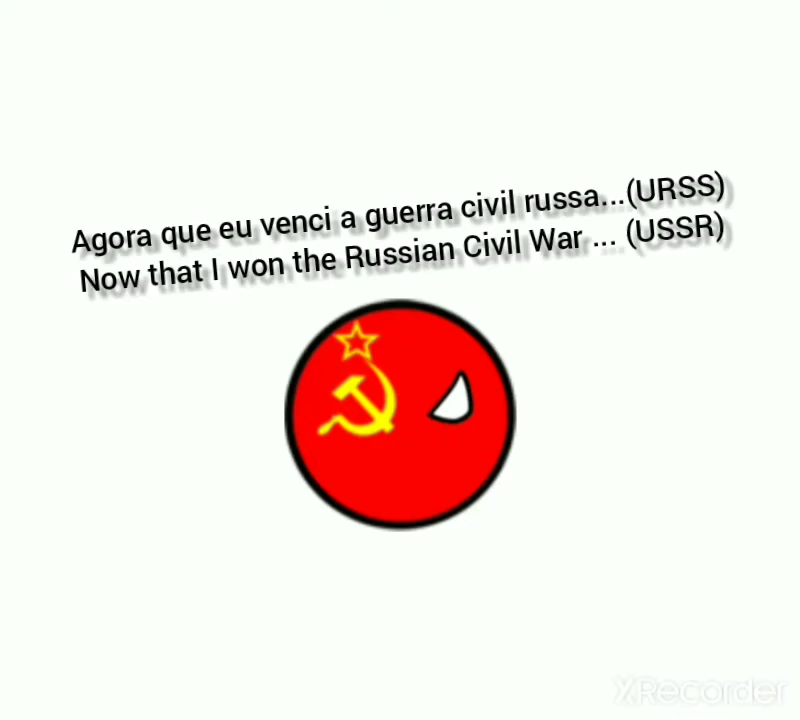 Agora que eu venci a guerra civil russa...(URSS)
Now that I won the Russian Civil War ... (USSR)
XRecorder